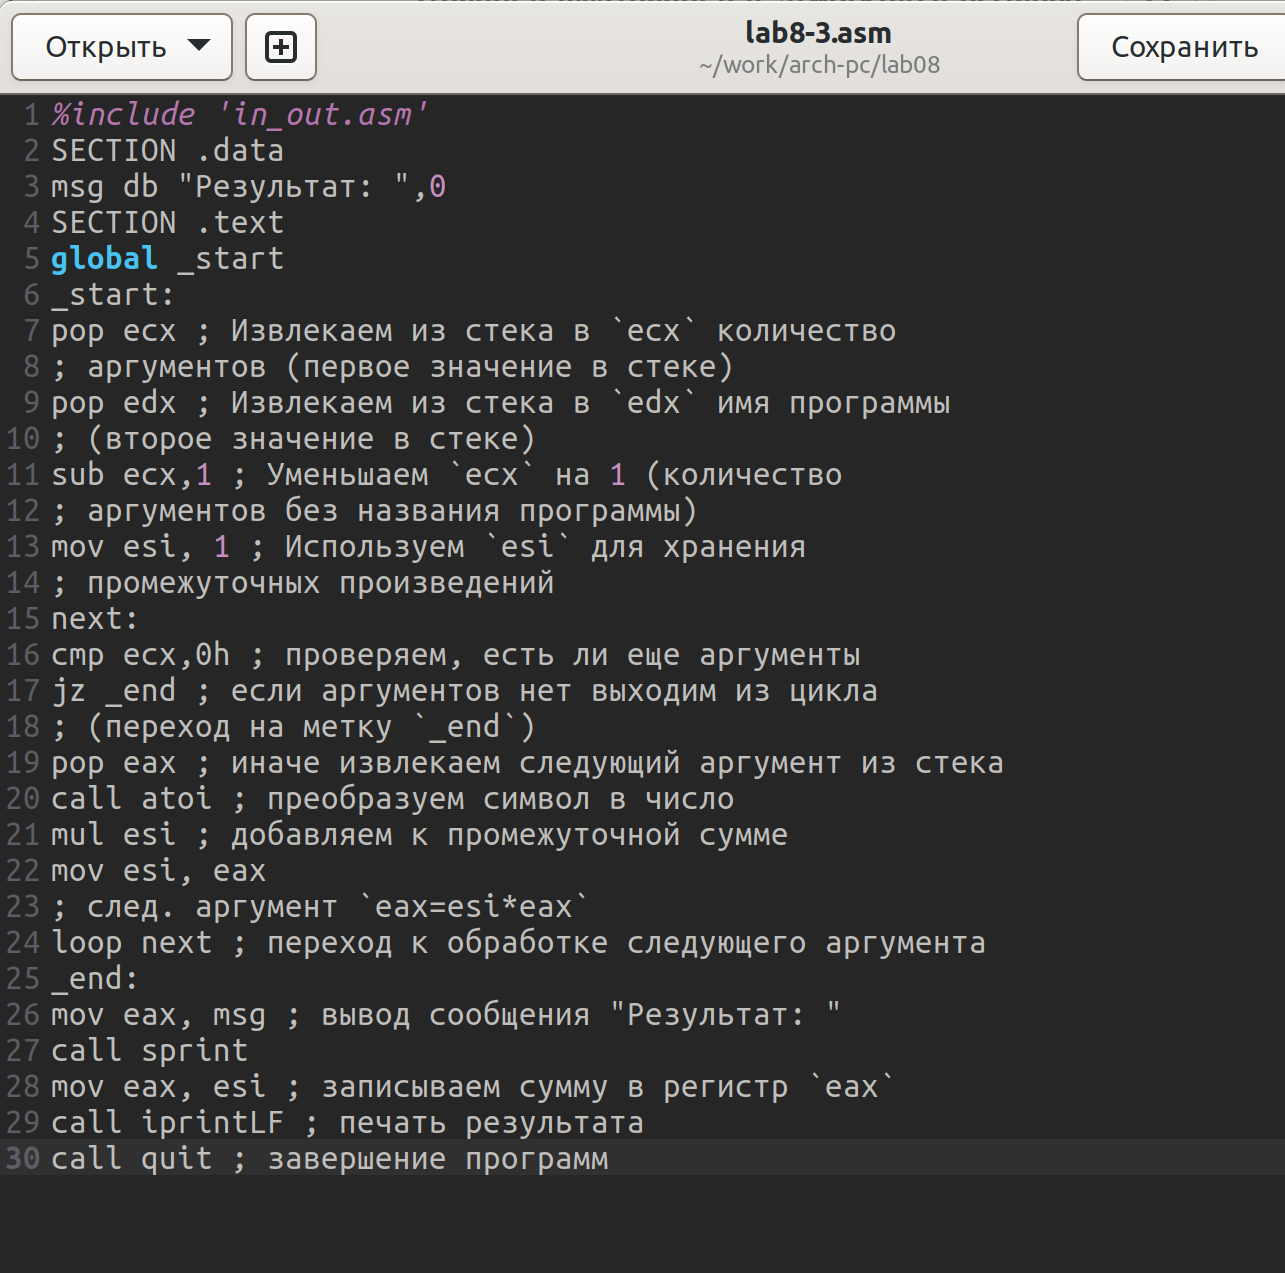 Открыть
lab8-3.asm
~/work/arch-pc/lab08
Сохранить
1 %include 'in_out.asm'
2 SECTION .data
3 msg db "Результат: ",0
4 SECTION .text
5 global _start
6 _start:
7 pop ecx ; Извлекаем из стека в `ecx` количество
8 ; аргументов (первое значение в стеке)
9 pop edx ; Извлекаем из стека в `edx` имя программы
10 ; (второе значение в стеке)
11 sub ecx,1 ; Уменьшаем `ecx` на 1 (количество
12 ; аргументов без названия программы)
13 mov esi, 1 ; Используем `esi` для хранения
14 ; промежуточных произведений
15 next:
16 cmp ecx,0h ; проверяем, есть ли еще аргументы
17 jz _end ; если аргументов нет выходим из цикла
18 ; (переход на метку `_end`)
19 pop eax ; иначе извлекаем следующий аргумент из стека
20 call atoi ; преобразуем символ в число
21 mul esi ; добавляем к промежуточной сумме
22 mov esi, eax
23 ; след. аргумент `eax=esi*eax`
24 loop next ; переход к обработке следующего аргумента
25 _end:
26 mov eax, msg ; вывод сообщения "Результат: "
27 call sprint
28 mov eax, esi ; записываем сумму в регистр `eax`
29 call iprintLF ; печать результата
30 call quit ; завершение программ